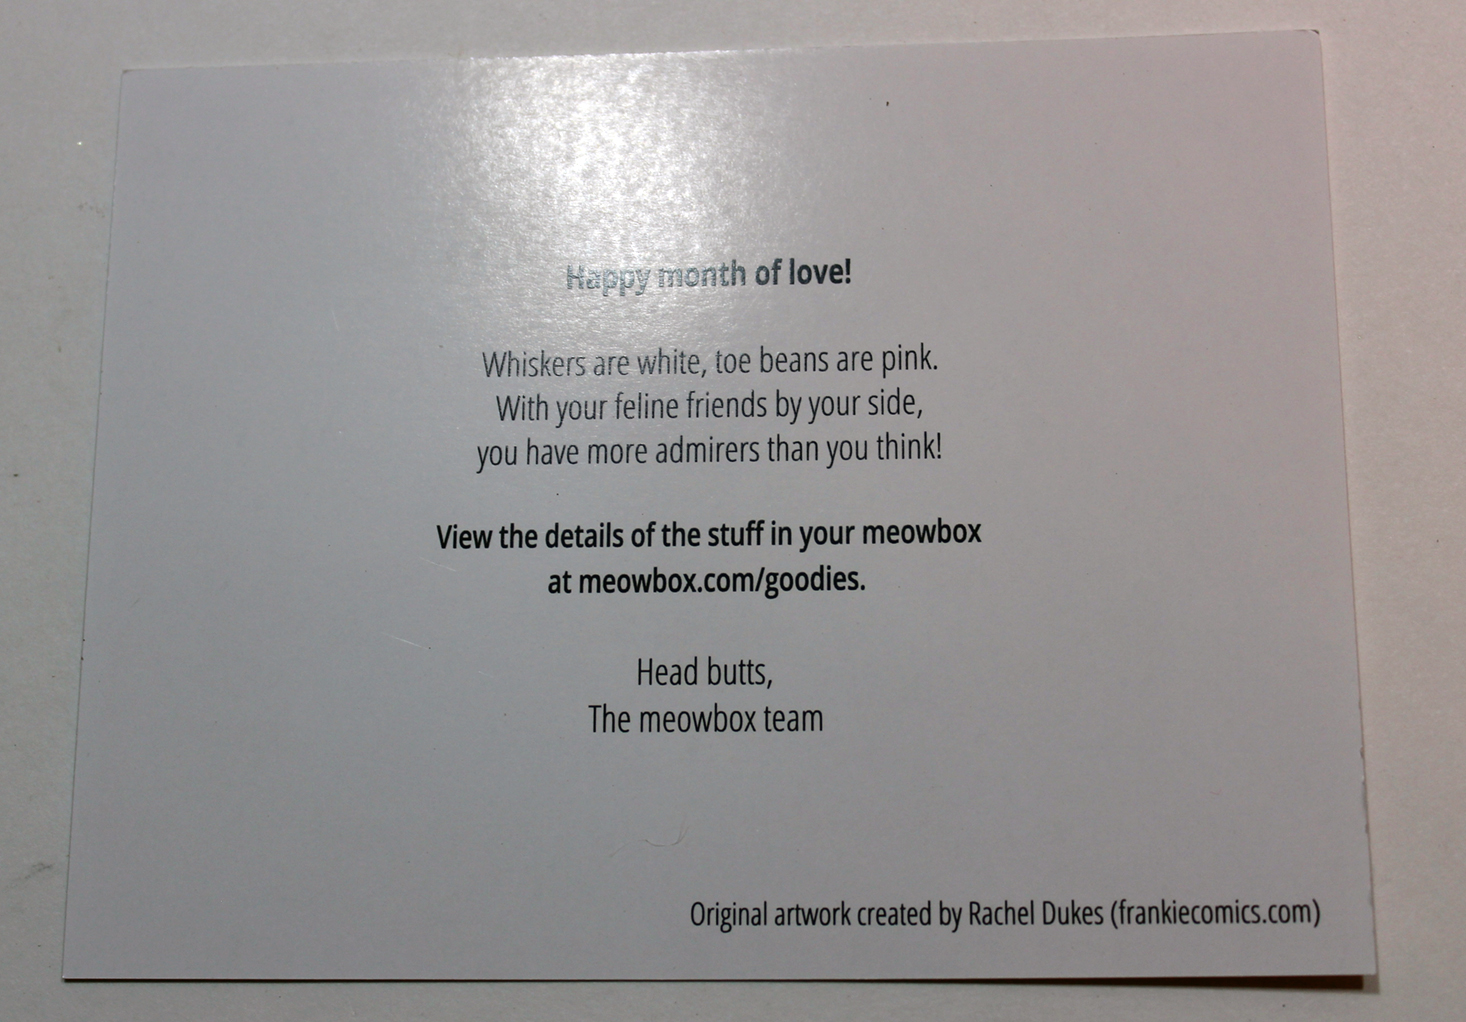 Happy month of love!
Whiskers are white, toe beans are pink.
With your feline friends by your side,
you have more admirers than you think!
View the details of the stuff in your meowbox
at meowbox.com/goodies.
Head butts,
The meowbox team
Original artwork created by Rachel Dukes (frankiecomics.com)